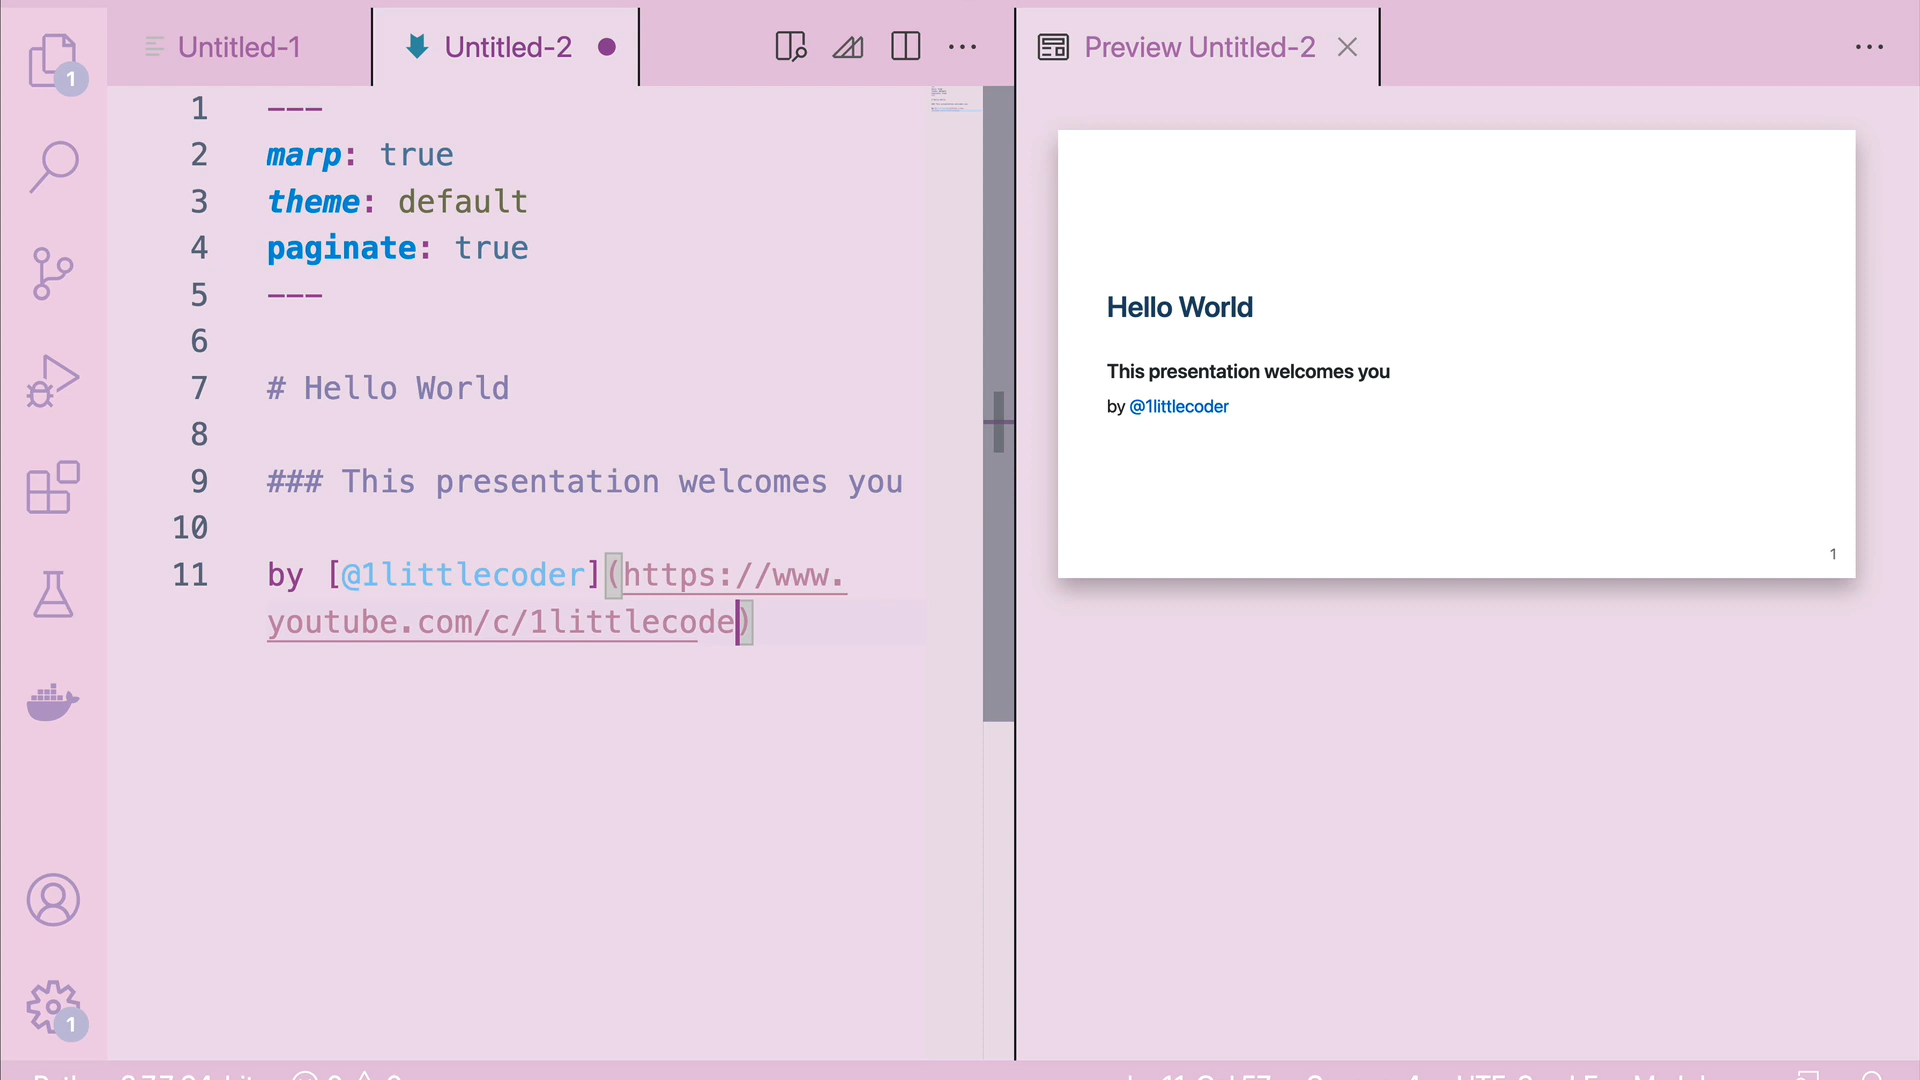 Untitled-1
Untitled-2
Preview Untitled-2
1
1 ---
2 marp: true
3 theme: default
4 paginate: true
5 ---
6
7 # Hello World
8
9 ### This presentation welcomes you
10
11 by [@1littlecoder](https://www.
youtube.com/c/1littlecode)
Hello World
This presentation welcomes you
by @1littlecoder
1
1